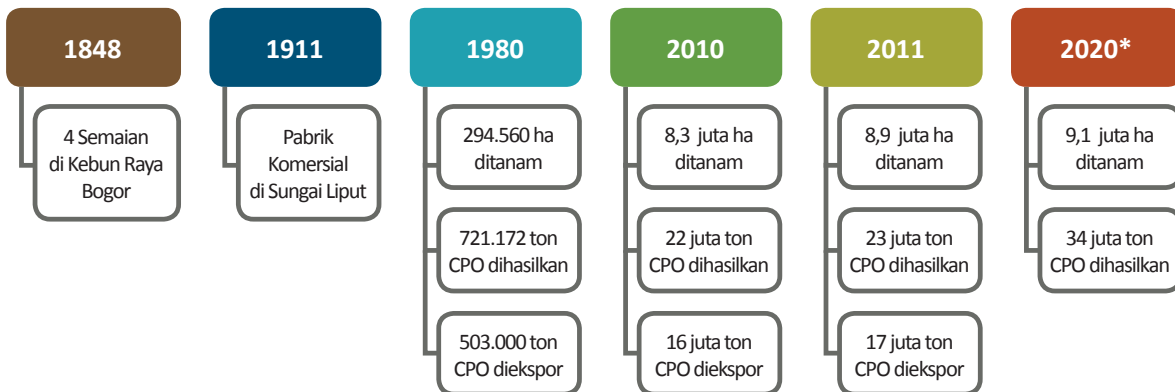 1848
4 Semaian
di Kebun Raya
Bogor
1911
Pabrik
Komersial
di Sungai Liput
1980
294.560 ha
ditanam
721.172 ton
CPO dihasilkan
503.000 ton
CPO diekspor
2010
8,3 juta ha
ditanam
22 juta ton
CPO dihasilkan
16 juta ton
CPO diekspor
2011
8,9 juta ha
ditanam
23 juta ton
CPO dihasilkan
17 juta ton
CPO diekspor
2020*
9,1 juta ha
ditanam
34 juta ton
CPO dihasilkan